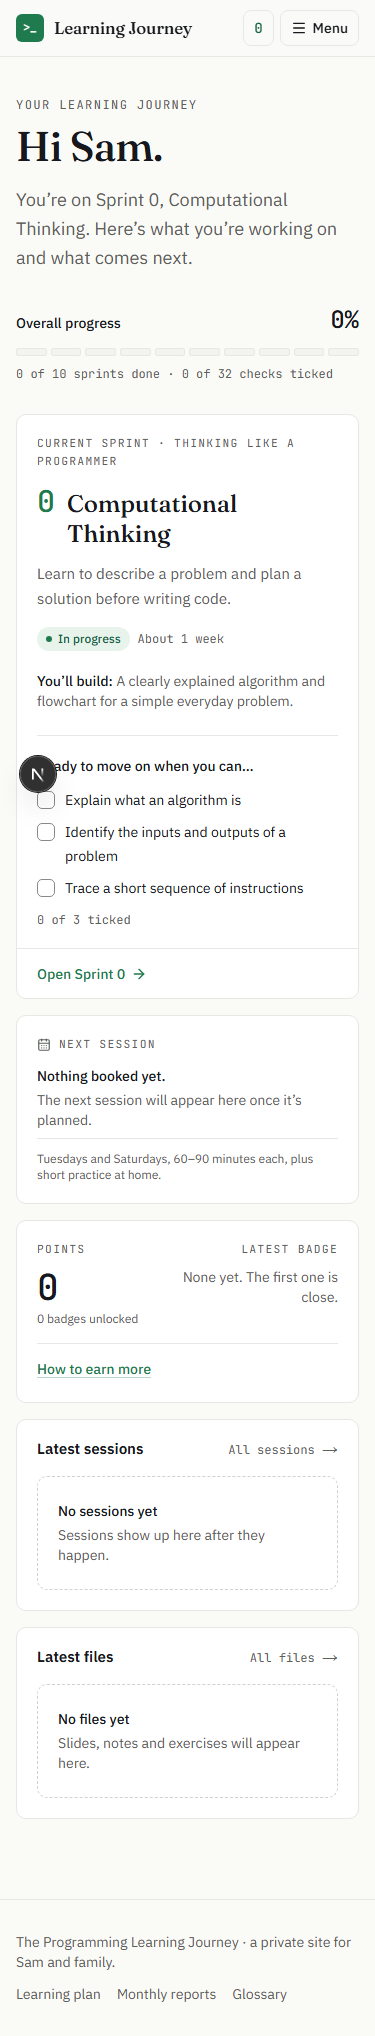 >_ Learning Journey 0 Menu
YOUR LEARNING JOURNEY
Hi Sam.
You’re on Sprint 0, Computational
Thinking. Here’s what you’re working on
and what comes next.
Overall progress 0%
0 of 10 sprints done · 0 of 32 checks ticked
CURRENT SPRINT · THINKING LIKE A
PROGRAMMER
0 Computational
Thinking
Learn to describe a problem and plan a
solution before writing code.
In progress About 1 week
You’ll build: A clearly explained algorithm and
flowchart for a simple everyday problem.
N
ady to move on when you can...
Explain what an algorithm is
Identify the inputs and outputs of a
problem
Trace a short sequence of instructions
0 of 3 ticked
Open Sprint 0 →
NEXT SESSION
Nothing booked yet.
The next session will appear here once it’s
planned.
Tuesdays and Saturdays, 60–90 minutes each, plus
short practice at home.
POINTS LATEST BADGE
0 None yet. The first one is
close.
0 badges unlocked
How to earn more
Latest sessions All sessions →
No sessions yet
Sessions show up here after they
happen.
Latest files All files →
No files yet
Slides, notes and exercises will appear
here.
The Programming Learning Journey · a private site for
Sam and family.
Learning plan Monthly reports Glossary